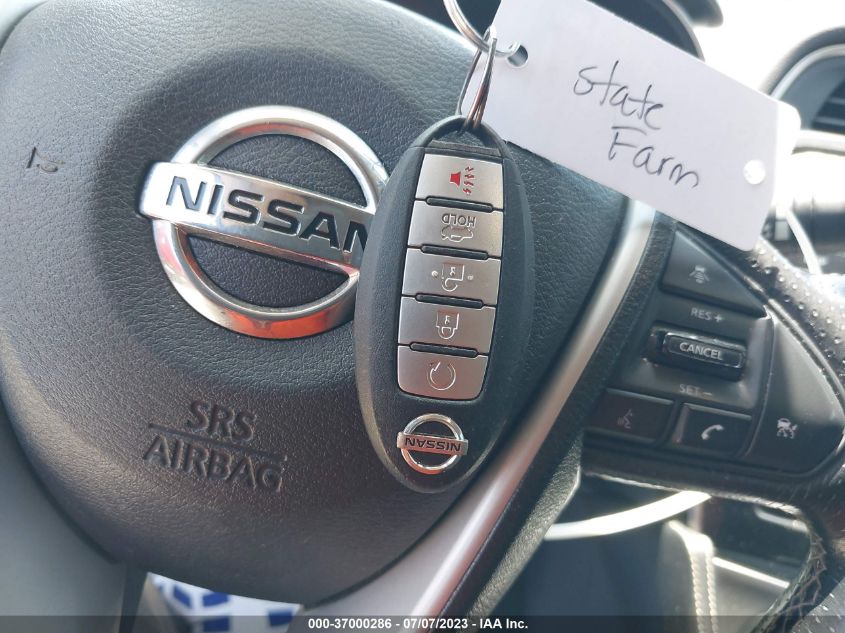 State
Farm
NISSAN
HOLD
NISSAN
RES +
CANCEL
SET -
SRS
AIRBAG
000-37000286 - 07/07/2023 - IAA Inc.